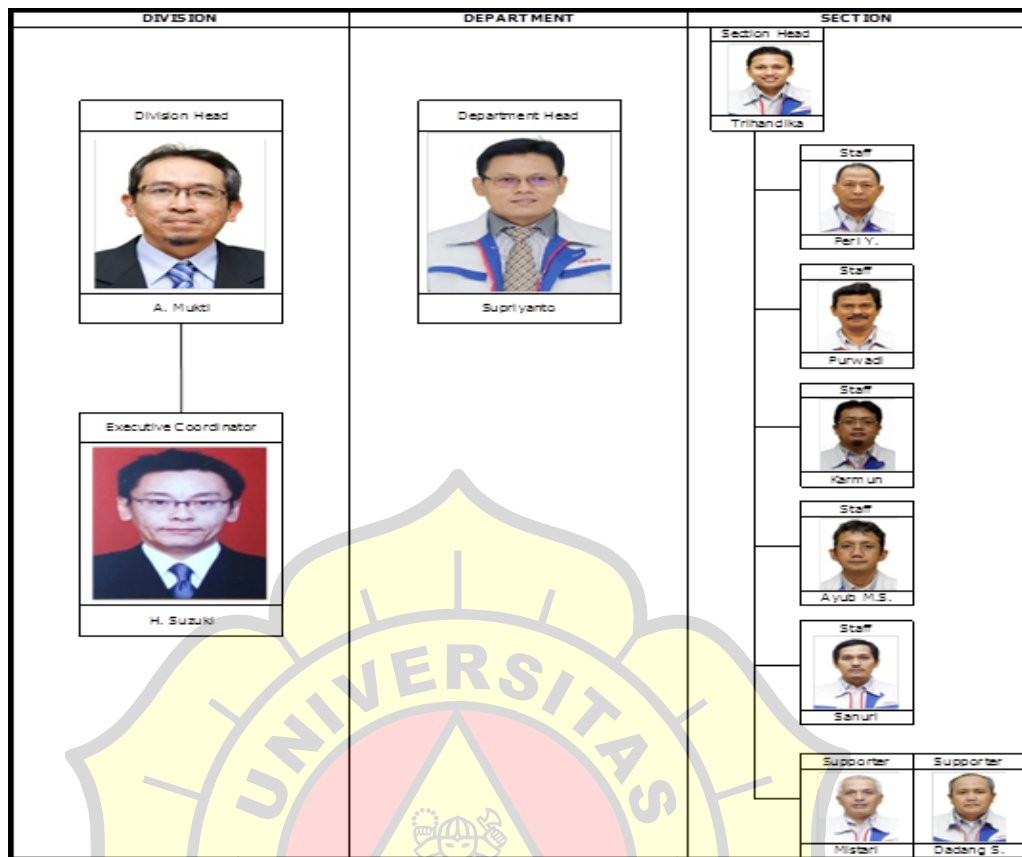 DIVISION
DEPARTMENT
SECTION
Division Head
A. Mukti
Executive Coordinator
H. Suzuki
Department Head
Supriyanto
Section Head
Trihandika
Staff
Peri Y.
Staff
Purwadi
Staff
Karmun
Staff
Ayub M.S.
Staff
Sanuri
Supporter
Mistari
Supporter
Dadang S.
UNIVERSITAS